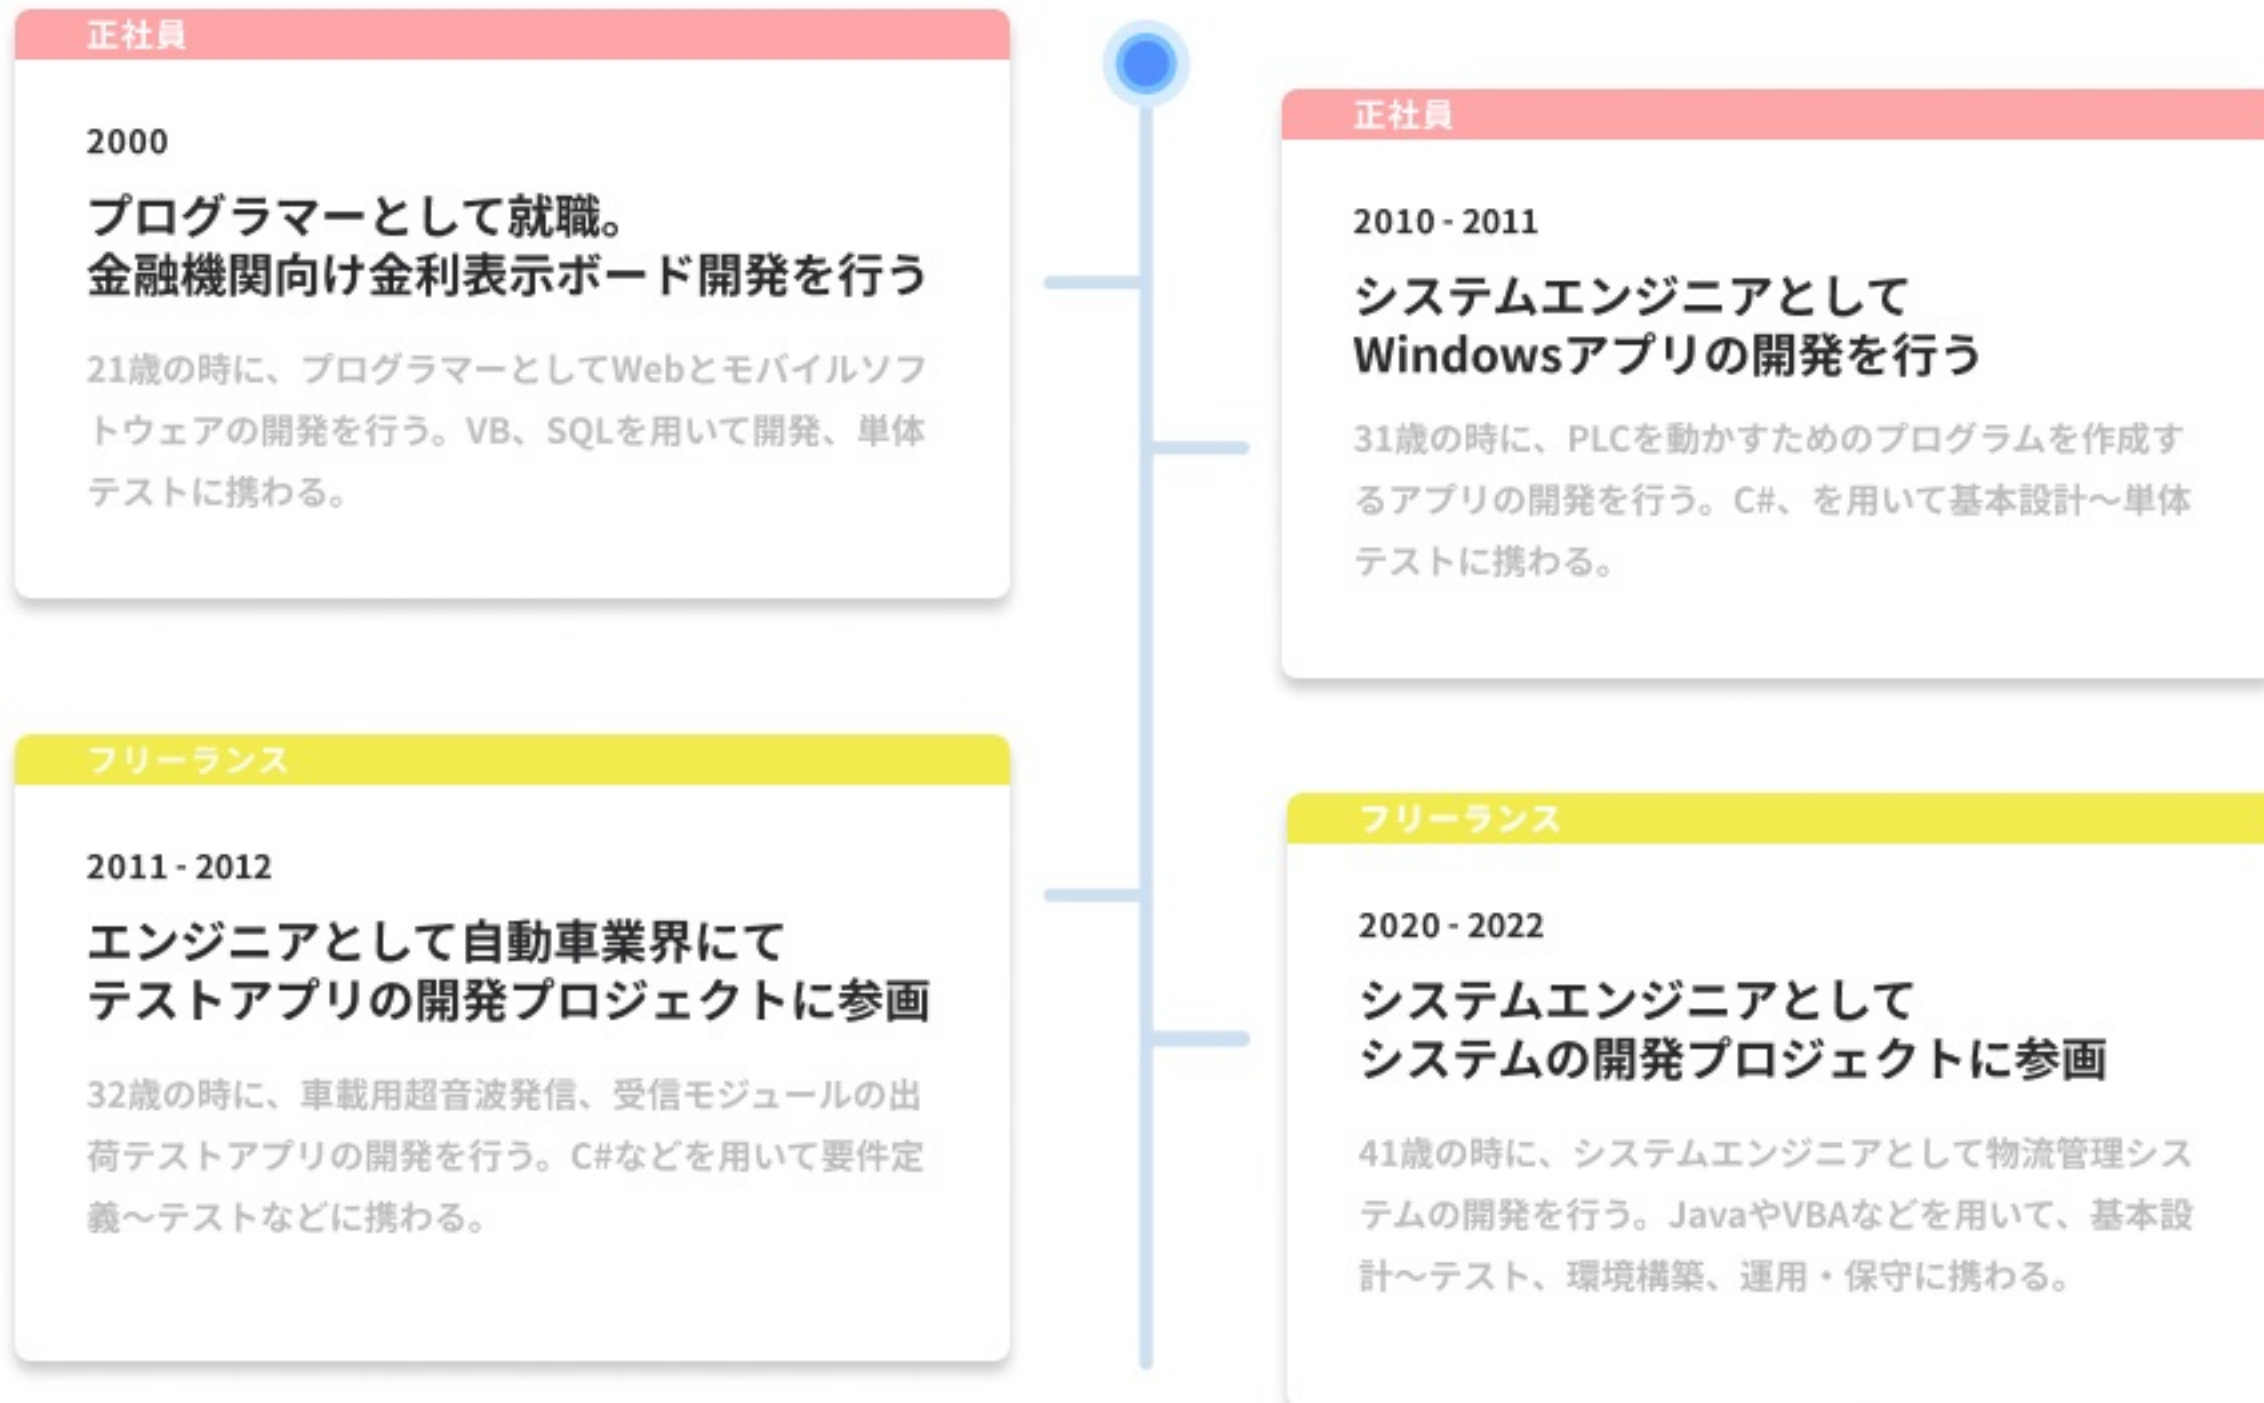 正社員
2000
プログラマーとして就職。
金融機関向け金利表示ボード開発を行う
21歳の時に、プログラマーとしてWebとモバイルソフ
トウェアの開発を行う。VB、SQLを用いて開発、単体
テストに携わる。
正社員
2010 - 2011
システムエンジニアとして
Windowsアプリの開発を行う
31歳の時に、PLCを動かすためのプログラムを作成す
るアプリの開発を行う。C#、を用いて基本設計～単体
テストに携わる。
フリーランス
2011 - 2012
エンジニアとして自動車業界にて
テストアプリの開発プロジェクトに参画
32歳の時に、車載用超音波発信、受信モジュールの出
荷テストアプリの開発を行う。C#などを用いて要件定
義～テストなどに携わる。
フリーランス
2020 - 2022
システムエンジニアとして
システムの開発プロジェクトに参画
41歳の時に、システムエンジニアとして物流管理シス
テムの開発を行う。JavaやVBAなどを用いて、基本設
計～テスト、環境構築、運用・保守に携わる。